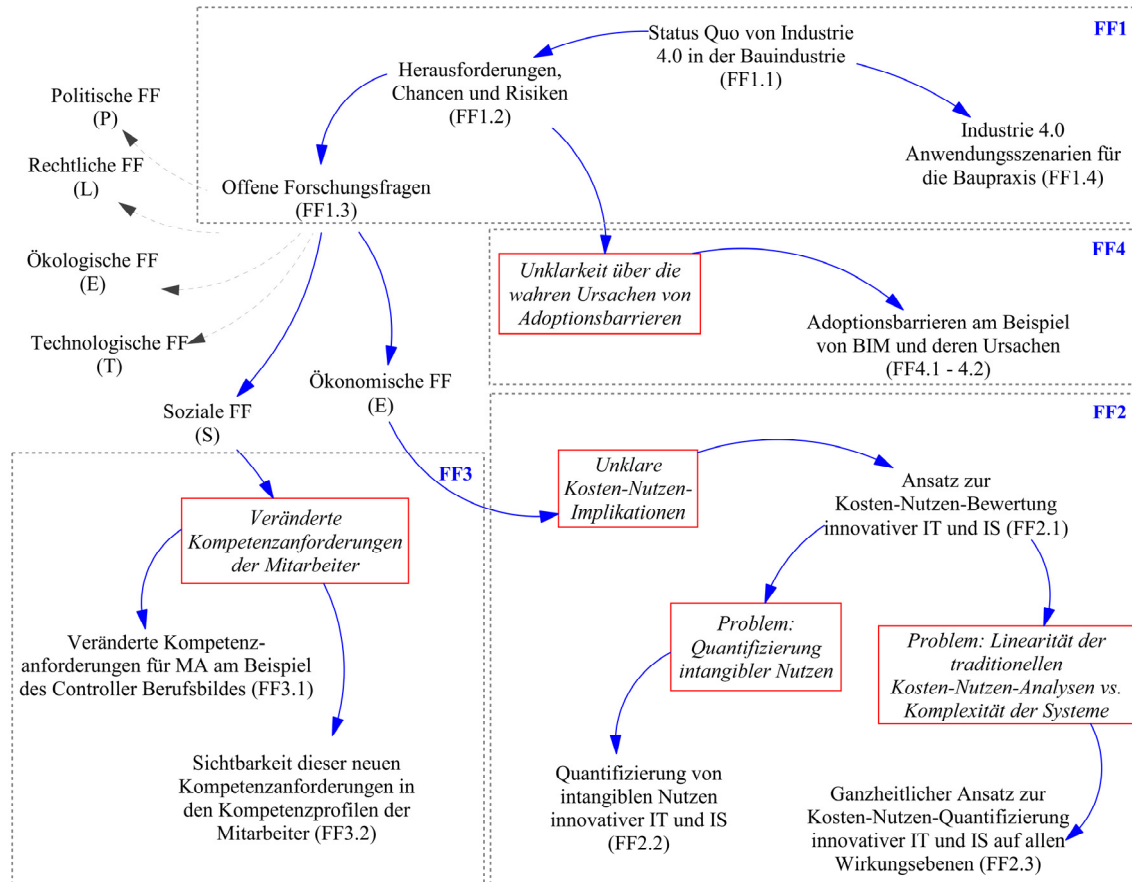 FF1
Status Quo von Industrie
4.0 in der Bauindustrie
(FF1.1)
Herausforderungen,
Chancen und Risiken
(FF1.2)
Industrie 4.0
Anwendungsszenarien für
die Baupraxis (FF1.4)
Offene Forschungsfragen
(FF1.3)
Politische FF
(P)
Rechtliche FF
(L)
Ökologische FF
(E)
Technologische FF
(T)
Soziale FF
(S)
Ökonomische FF
(E)
FF4
Unklarkeit über die
wahren Ursachen von
Adoptionsbarrieren
Adoptionsbarrieren am Beispiel
von BIM und deren Ursachen
(FF4.1 - 4.2)
FF3
Veränderte
Kompetenzanforderungen
der Mitarbeiter
Veränderte Kompetenz-
anforderungen für MA am Beispiel
des Controller Berufsbildes (FF3.1)
Sichtbarkeit dieser neuen
Kompetenzanforderungen in
den Kompetenzprofilen der
Mitarbeiter (FF3.2)
FF2
Unklare
Kosten-Nutzen-
Implikationen
Ansatz zur
Kosten-Nutzen-Bewertung
innovativer IT und IS (FF2.1)
Problem:
Quantifizierung
intangibler Nutzen
Problem: Linearität der
traditionellen
Kosten-Nutzen-Analysen vs.
Komplexität der Systeme
Quantifizierung von
intangiblen Nutzen
innovativer IT und IS
(FF2.2)
Ganzheitlicher Ansatz zur
Kosten-Nutzen-Quantifizierung
innovativer IT und IS auf allen
Wirkungsebenen (FF2.3)